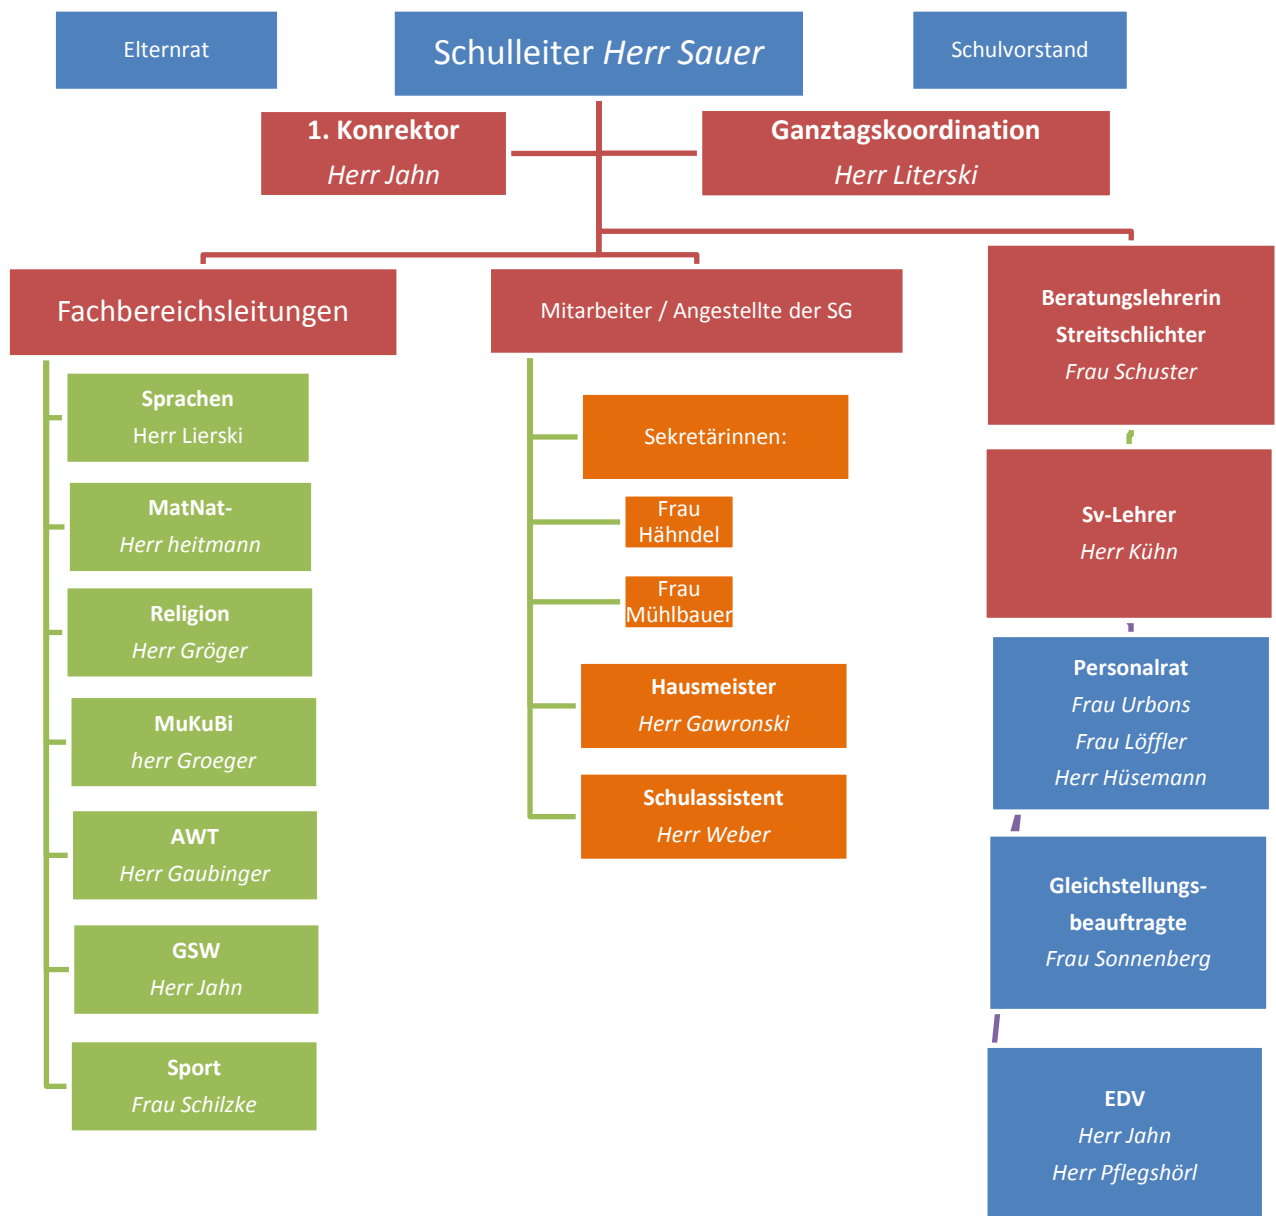 Elternrat
Schulleiter Herr Sauer
Schulvorstand
1. Konrektor
Herr Jahn
Ganztagskoordination
Herr Literski
Fachbereichsleitungen
Sprachen
Herr Lierski
MatNat-
Herr heitmann
Religion
Herr Gröger
MuKuBi
herr Groeger
AWT
Herr Gaubinger
GSW
Herr Jahn
Sport
Frau Schilzke
Mitarbeiter / Angestellte der SG
Sekretärinnen:
Frau
Hähndel
Frau
Mühlbauer
Hausmeister
Herr Gawronski
Schulassistent
Herr Weber
Beratungslehrerin
Streitschlichter
Frau Schuster
Sv-Lehrer
Herr Kühn
Personalrat
Frau Urbons
Frau Löffler
Herr Hüsemann
Gleichstellungs-
beauftragte
Frau Sonnenberg
EDV
Herr Jahn
Herr Pflegshörl